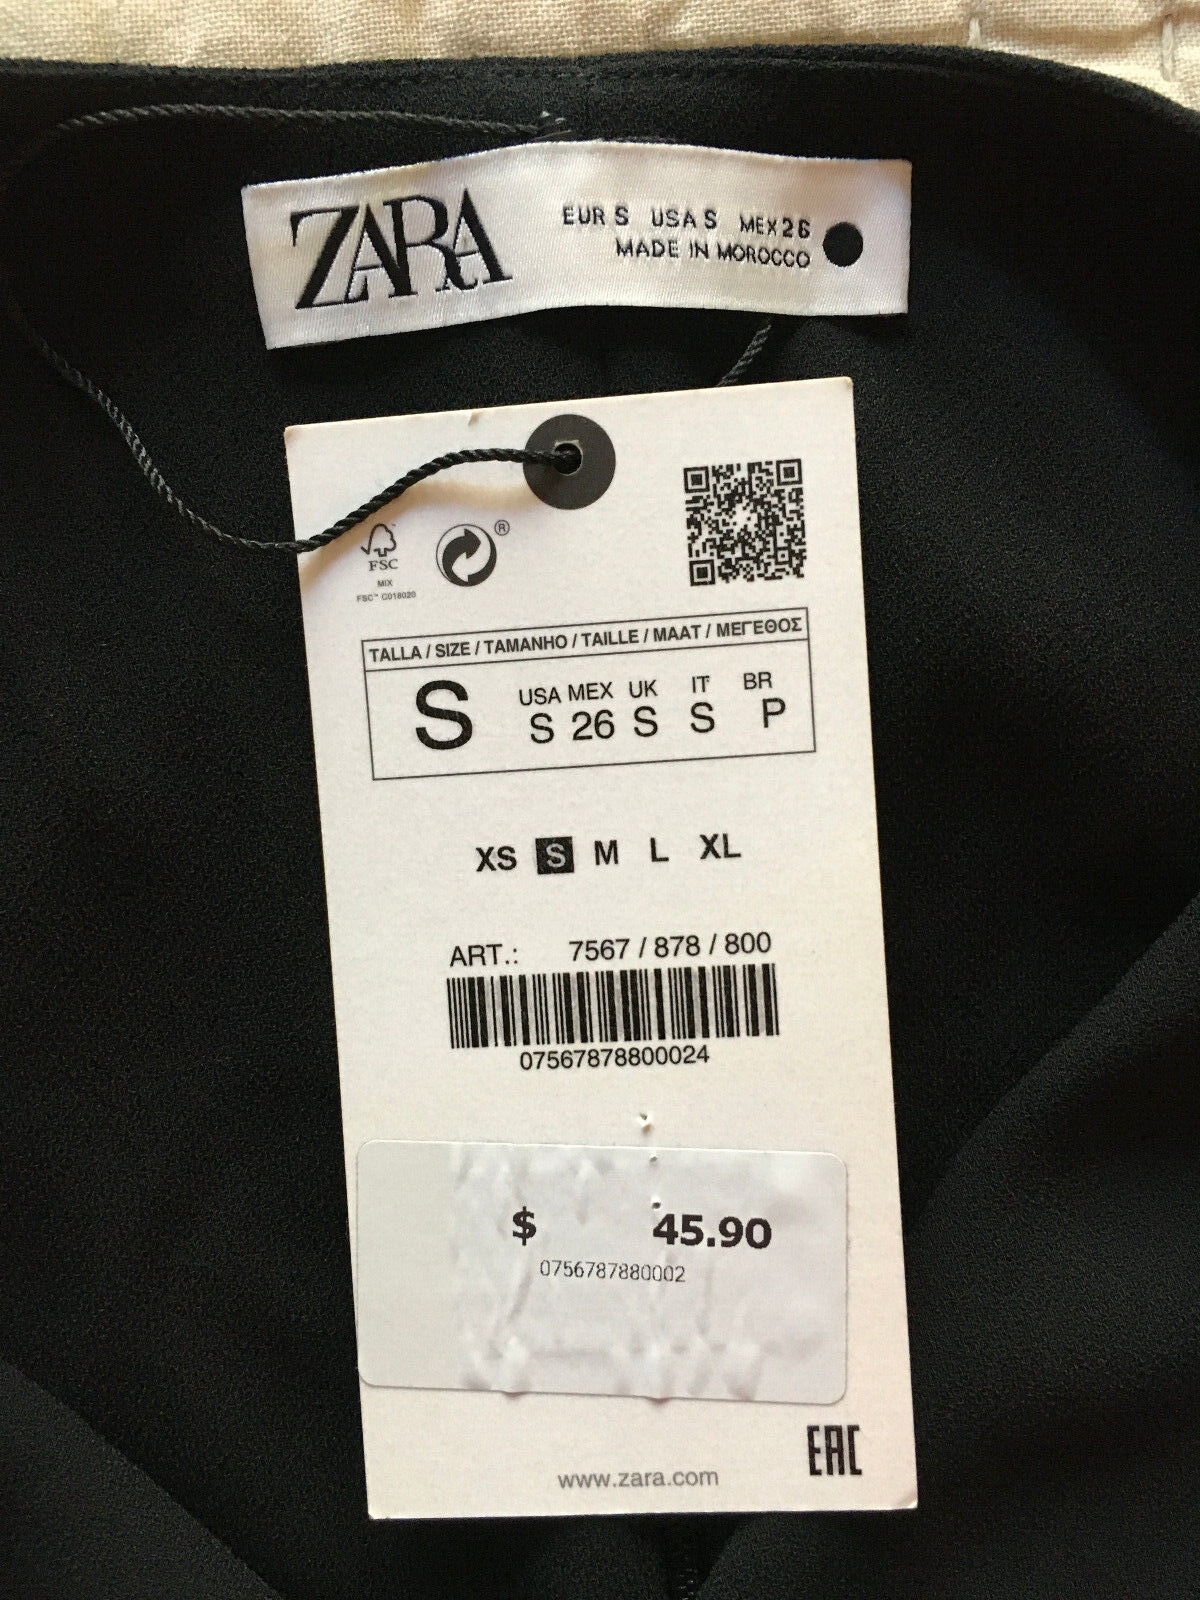 ZARA
EUR S USA S MEX 26
MADE IN MOROCCO
FSC™
MIX
FSC™ C018020
®
TALLA / SIZE / TAMANHO / TAILLE / MAAT / ΜΕΓΕΘΟΣ
S
USA MEX UK IT BR
S 26 S S P
XS S M L XL
ART.: 7567 / 878 / 800
07567878800024
$ 45.90
0756787880002
EAC
www.zara.com